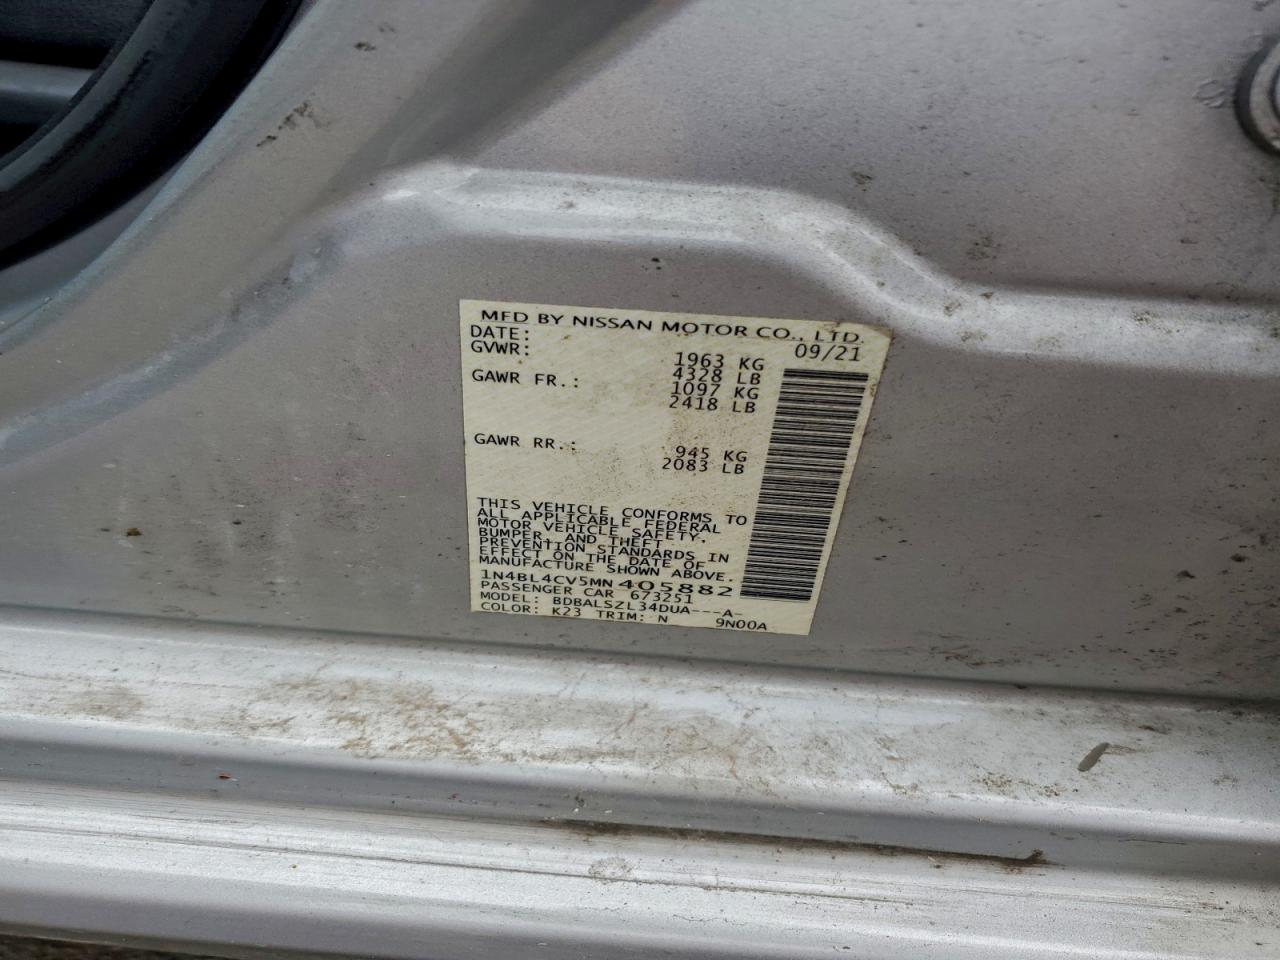 MFD BY NISSAN MOTOR CO., LTD.
DATE: 09/21
GVWR: 1963 KG
4328 LB
GAWR FR.: 1097 KG
2418 LB
GAWR RR.: 945 KG
2083 LB
THIS VEHICLE CONFORMS TO
ALL APPLICABLE FEDERAL
MOTOR VEHICLE SAFETY,
BUMPER, AND THEFT
PREVENTION STANDARDS IN
EFFECT ON THE DATE OF
MANUFACTURE SHOWN ABOVE.
1N4BL4CV5MN405882
PASSENGER CAR 673251
MODEL: BDBALSZL34DUA---A-
COLOR: K23 TRIM: N 9N00A